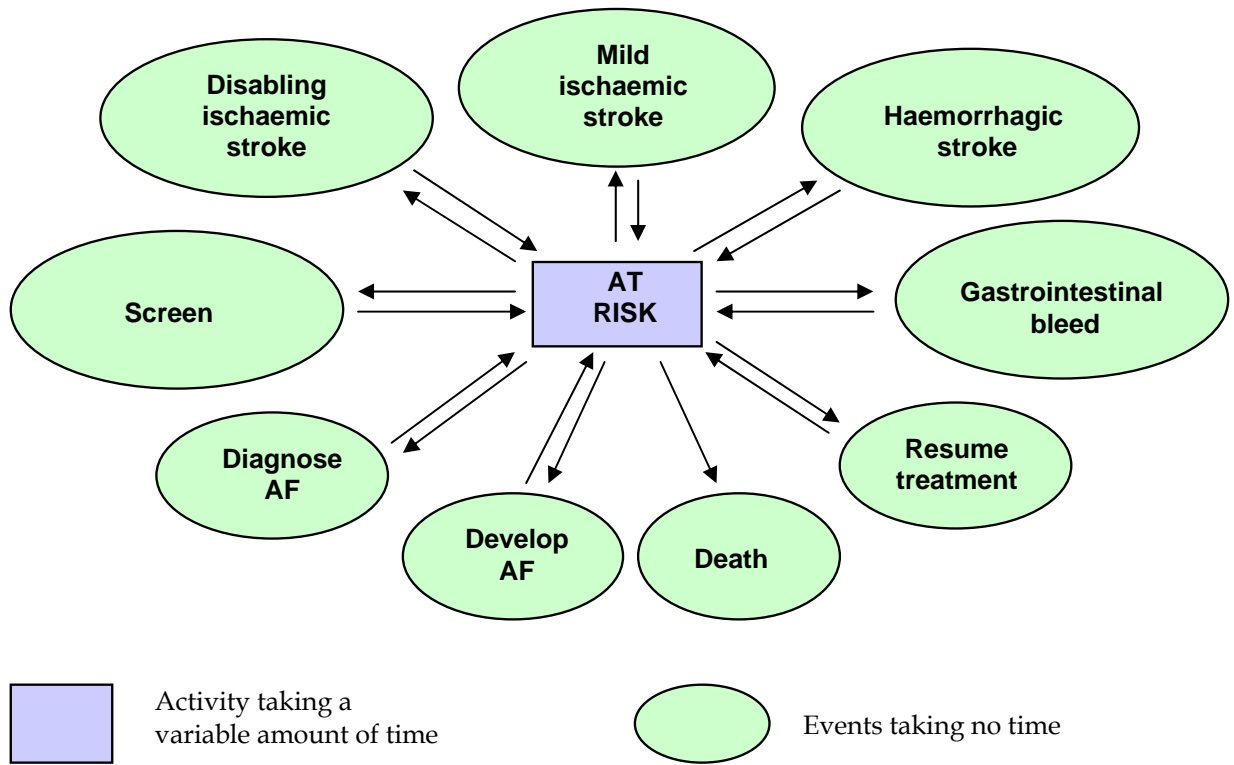 Disabling
ischaemic
stroke
Mild
ischaemic
stroke
Haemorrhagic
stroke
Screen
AT
RISK
Gastrointestinal
bleed
Diagnose
AF
Develop
AF
Death
Resume
treatment
Activity taking a
variable amount of time
Events taking no time